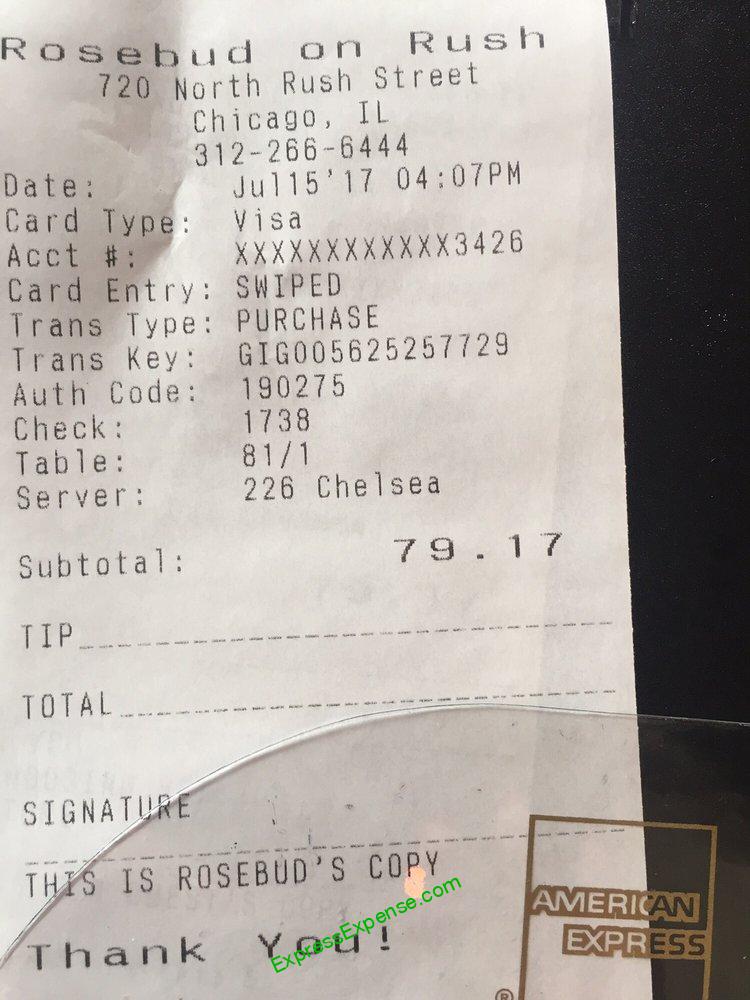 Rosebud on Rush
720 North Rush Street
Chicago, IL
312-266-6444
Date: Jul15'17 04:07PM
Card Type: Visa
Acct #: XXXXXXXXXXXX3426
Card Entry: SWIPED
Trans Type: PURCHASE
Trans Key: GIG005625257729
Auth Code: 190275
Check: 1738
Table: 81/1
Server: 226 Chelsea
Subtotal: 79.17
TIP
TOTAL
SIGNATURE
THIS IS ROSEBUD'S COPY
Thank You!
ExpressExpense.com
AMERICAN
EXPRESS
®